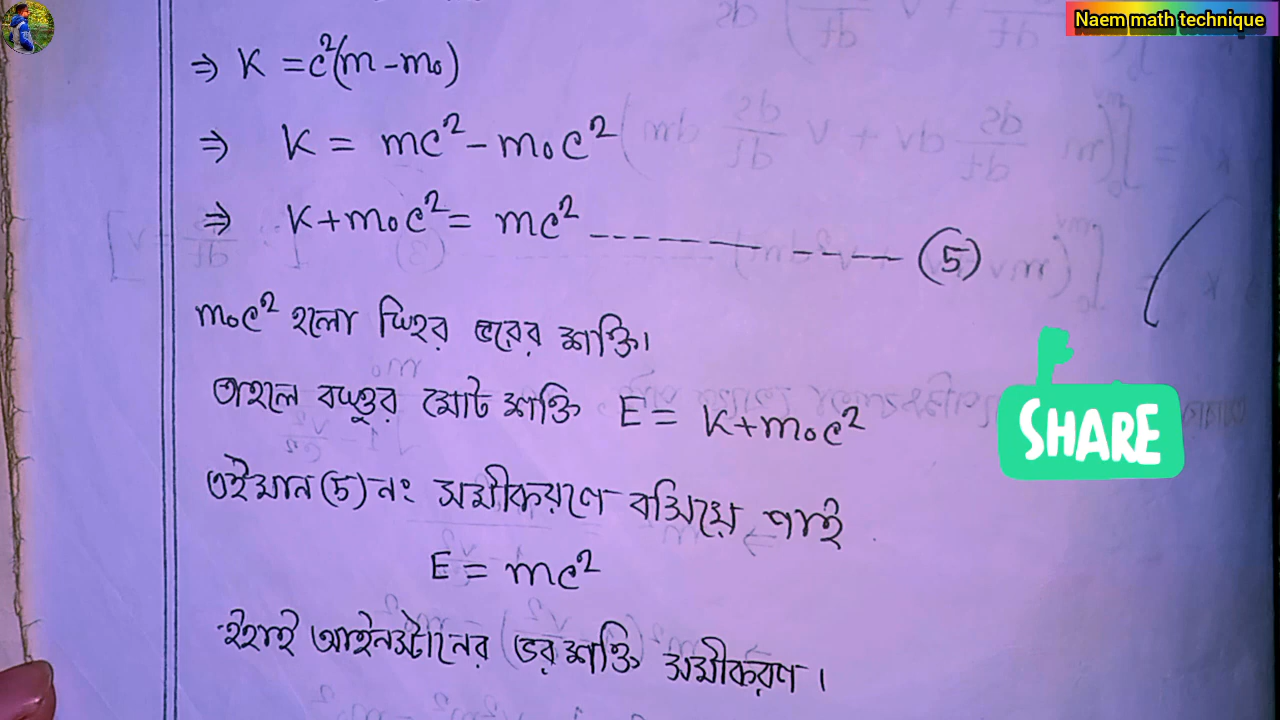 Naem math technique
⇒ K = c²(m - m₀)
⇒ K = mc² - m₀c²
⇒ K + m₀c² = mc² ------------ (5)
m₀c² হলো স্থির ভরের শক্তি।
তাহলে বস্তুর মোট শক্তি E = K + m₀c²
SHARE
এইমান (5) নং সমীকরণে বসিয়ে পাই
E = mc²
ইহাই আইনস্টানের ভর শক্তি সমীকরণ।